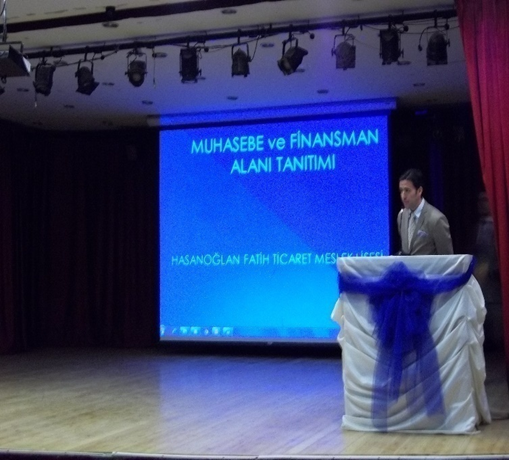 MUHASEBE ve FİNANSMAN
ALANI TANITIMI
HASANOĞLAN FATİH TİCARET MESLEK LİSESİ